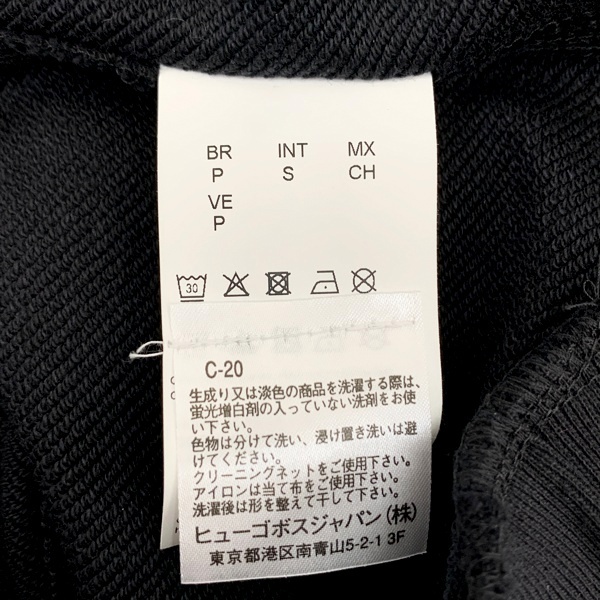 BR INT MX
P S CH
VE
P
30
C-20
生成り又は淡色の商品を洗濯する際は、
蛍光増白剤の入っていない洗剤をお使
い下さい。
色物は分けて洗い、浸け置き洗いは避
けてください。
クリーニングネットをご使用下さい。
アイロンは当て布をご使用下さい。
洗濯後は形を整えて干して下さい。
ヒューゴボスジャパン(株)
東京都港区南青山5-2-1 3F